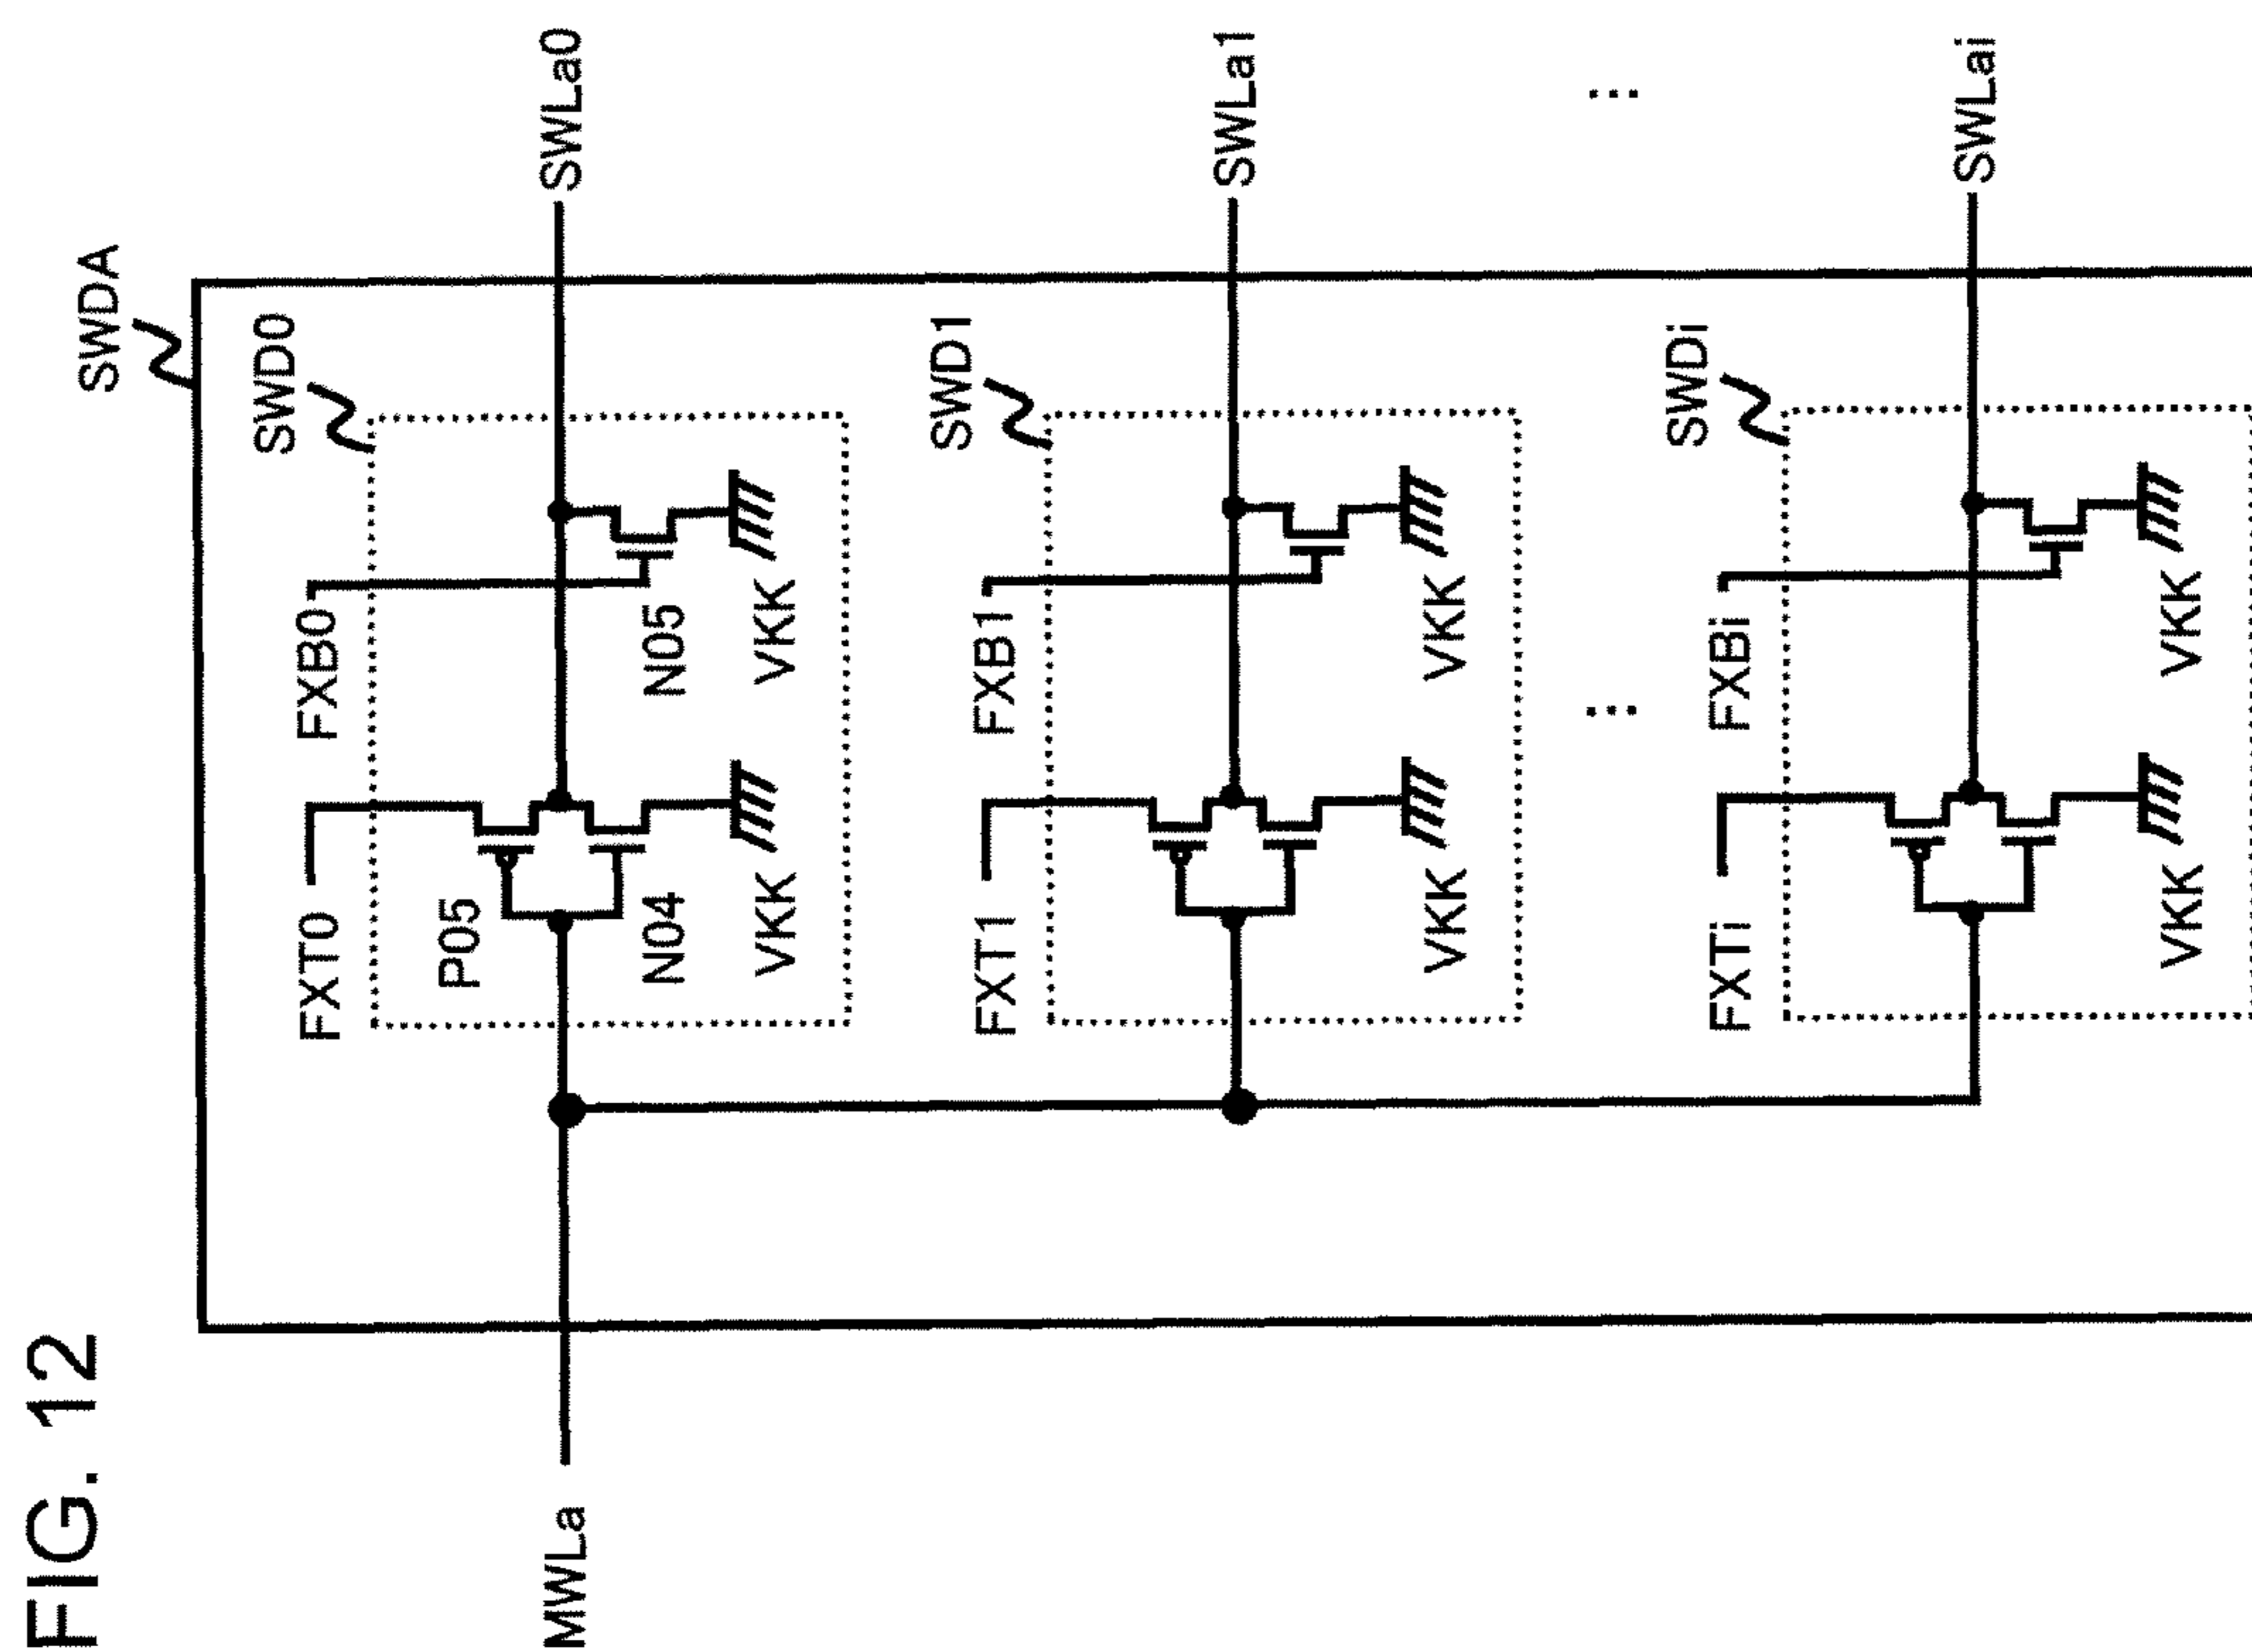 FIG. 12
SWDA
SWD0
FXT0
FXB0
P05
MWLa
SWLa0
N04
N05
VKK
VKK
SWD1
FXT1
FXB1
SWLa1
VKK
VKK
...
...
SWDi
FXTi
FXBi
SWLai
VKK
VKK